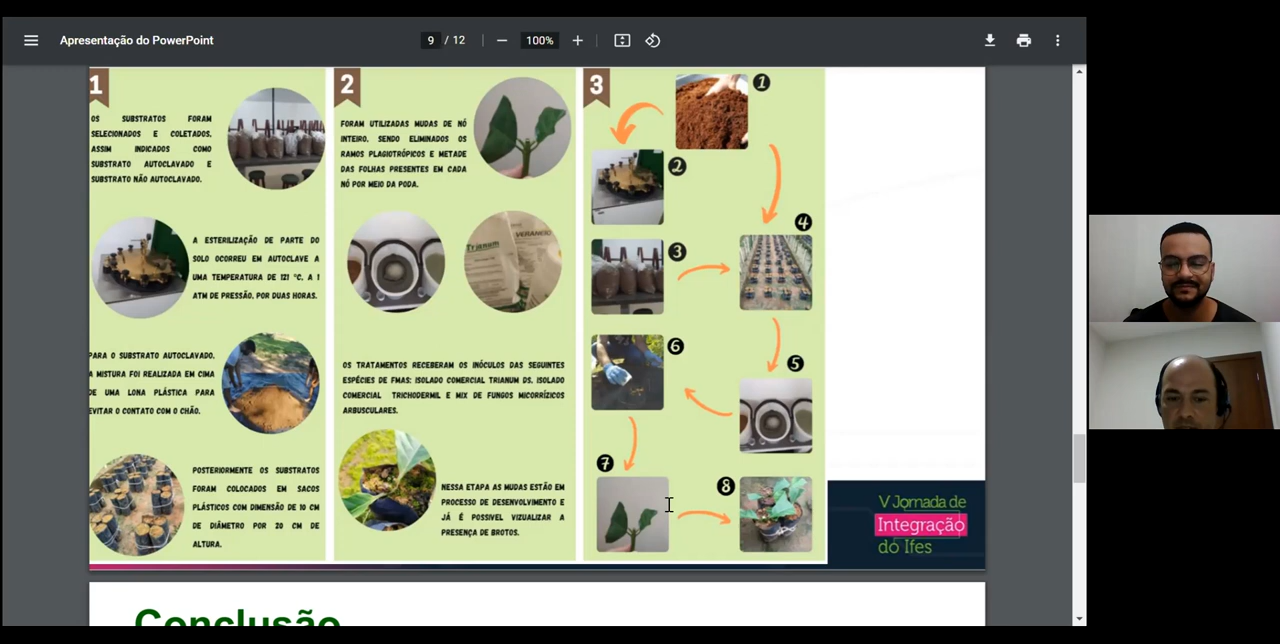 Apresentação do PowerPoint
9 / 12
100%
1
OS SUBSTRATOS FORAM
SELECIONADOS E COLETADOS,
ASSIM INDICADOS COMO
SUBSTRATO AUTOCLAVADO E
SUBSTRATO NÃO AUTOCLAVADO.
A ESTERILIZAÇÃO DE PARTE DO
SOLO OCORREU EM AUTOCLAVE A
UMA TEMPERATURA DE 121 °C, A 1
ATM DE PRESSÃO, POR DUAS HORAS.
PARA O SUBSTRATO AUTOCLAVADO,
A MISTURA FOI REALIZADA EM CIMA
DE UMA LONA PLÁSTICA PARA
EVITAR O CONTATO COM O CHÃO.
POSTERIORMENTE OS SUBSTRATOS
FORAM COLOCADOS EM SACOS
PLÁSTICOS COM DIMENSÃO DE 10 CM
DE DIÂMETRO POR 20 CM DE
ALTURA.
2
FORAM UTILIZADAS MUDAS DE NÓ
INTEIRO, SENDO ELIMINADOS OS
RAMOS PLAGIOTRÓPICOS E METADE
DAS FOLHAS PRESENTES EM CADA
NÓ POR MEIO DA PODA.
Trianum
OS TRATAMENTOS RECEBERAM OS INÓCULOS DAS SEGUINTES
ESPÉCIES DE FMAS: ISOLADO COMERCIAL TRIANUM DS, ISOLADO
COMERCIAL TRICHODERMIL E MIX DE FUNGOS MICORRÍZICOS
ARBUSCULARES.
NESSA ETAPA AS MUDAS ESTÃO EM
PROCESSO DE DESENVOLVIMENTO E
JÁ É POSSIVEL VIZUALIZAR A
PRESENÇA DE BROTOS.
3
1
2
3
4
5
6
7
8
V Jornada de
Integração
do Ifes
Conclusão